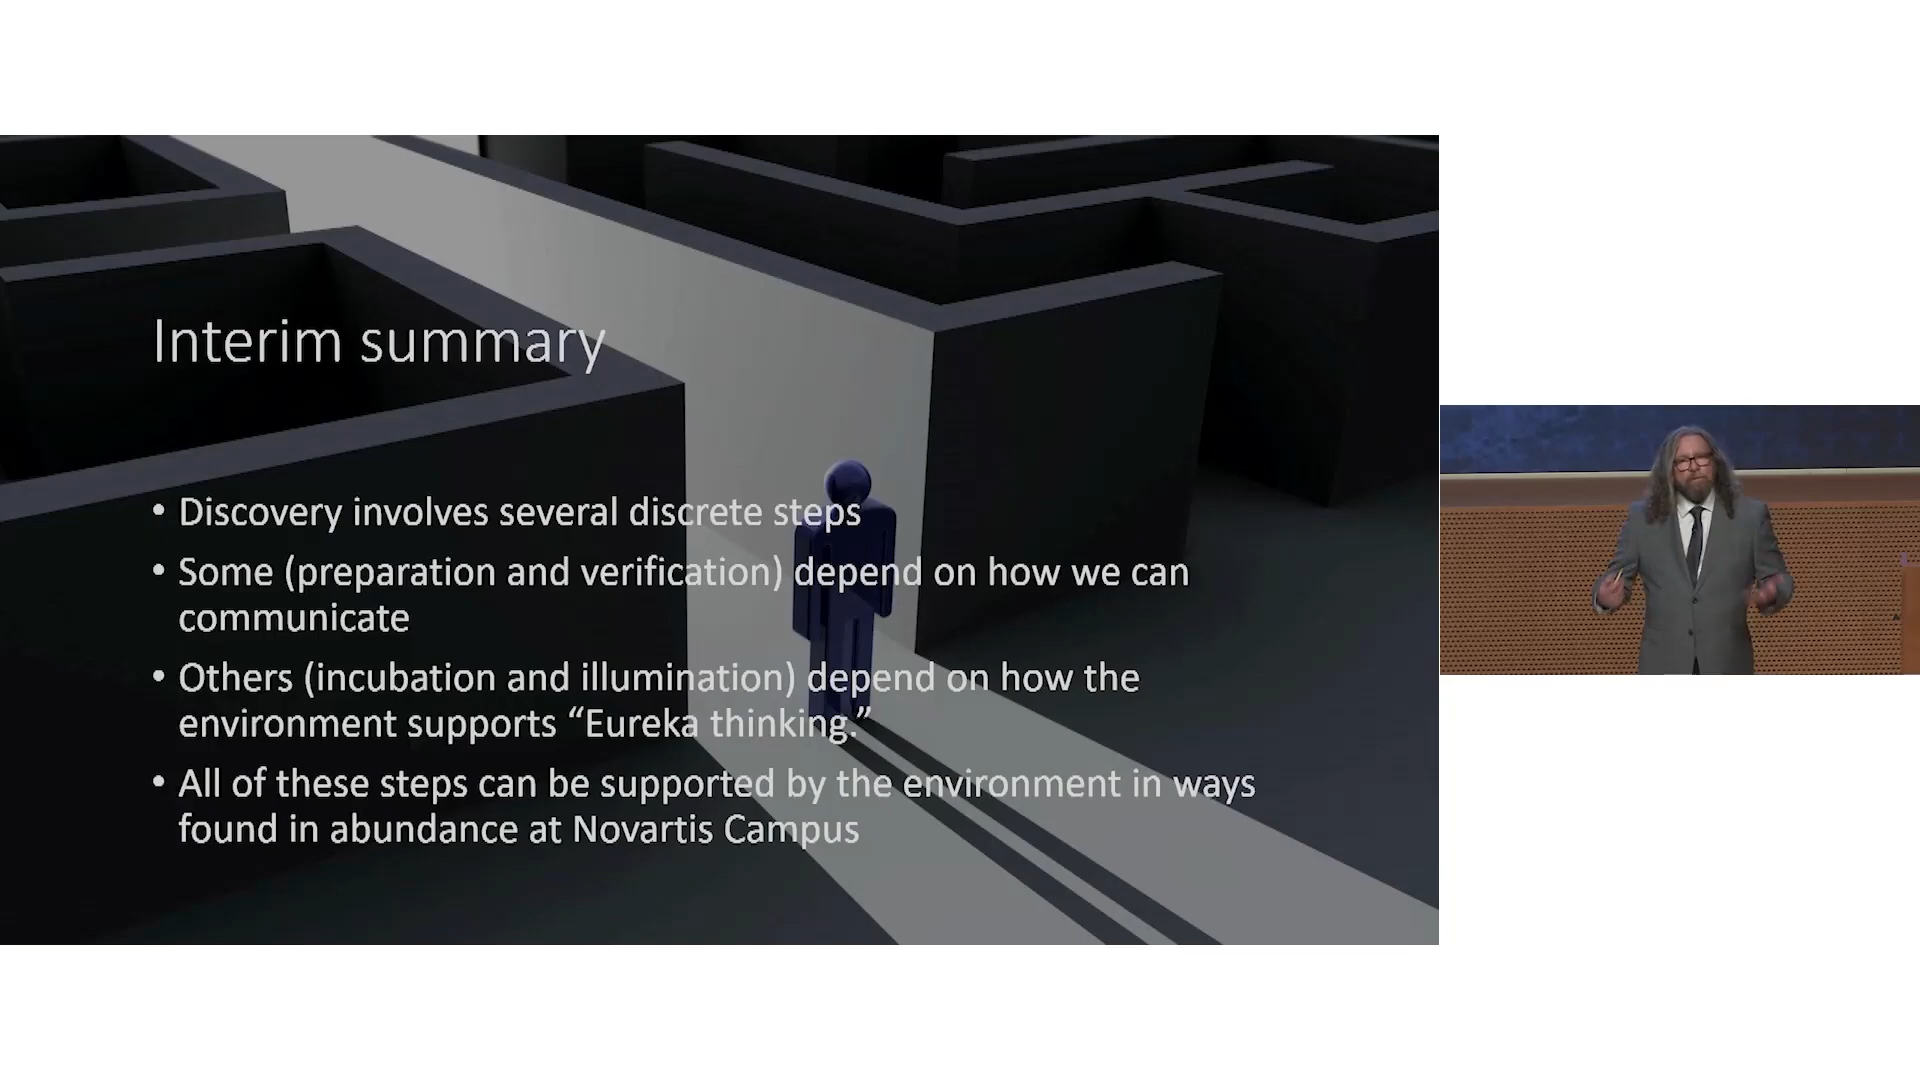 Interim summary
• Discovery involves several discrete steps
• Some (preparation and verification) depend on how we can
communicate
• Others (incubation and illumination) depend on how the
environment supports “Eureka thinking.”
• All of these steps can be supported by the environment in ways
found in abundance at Novartis Campus